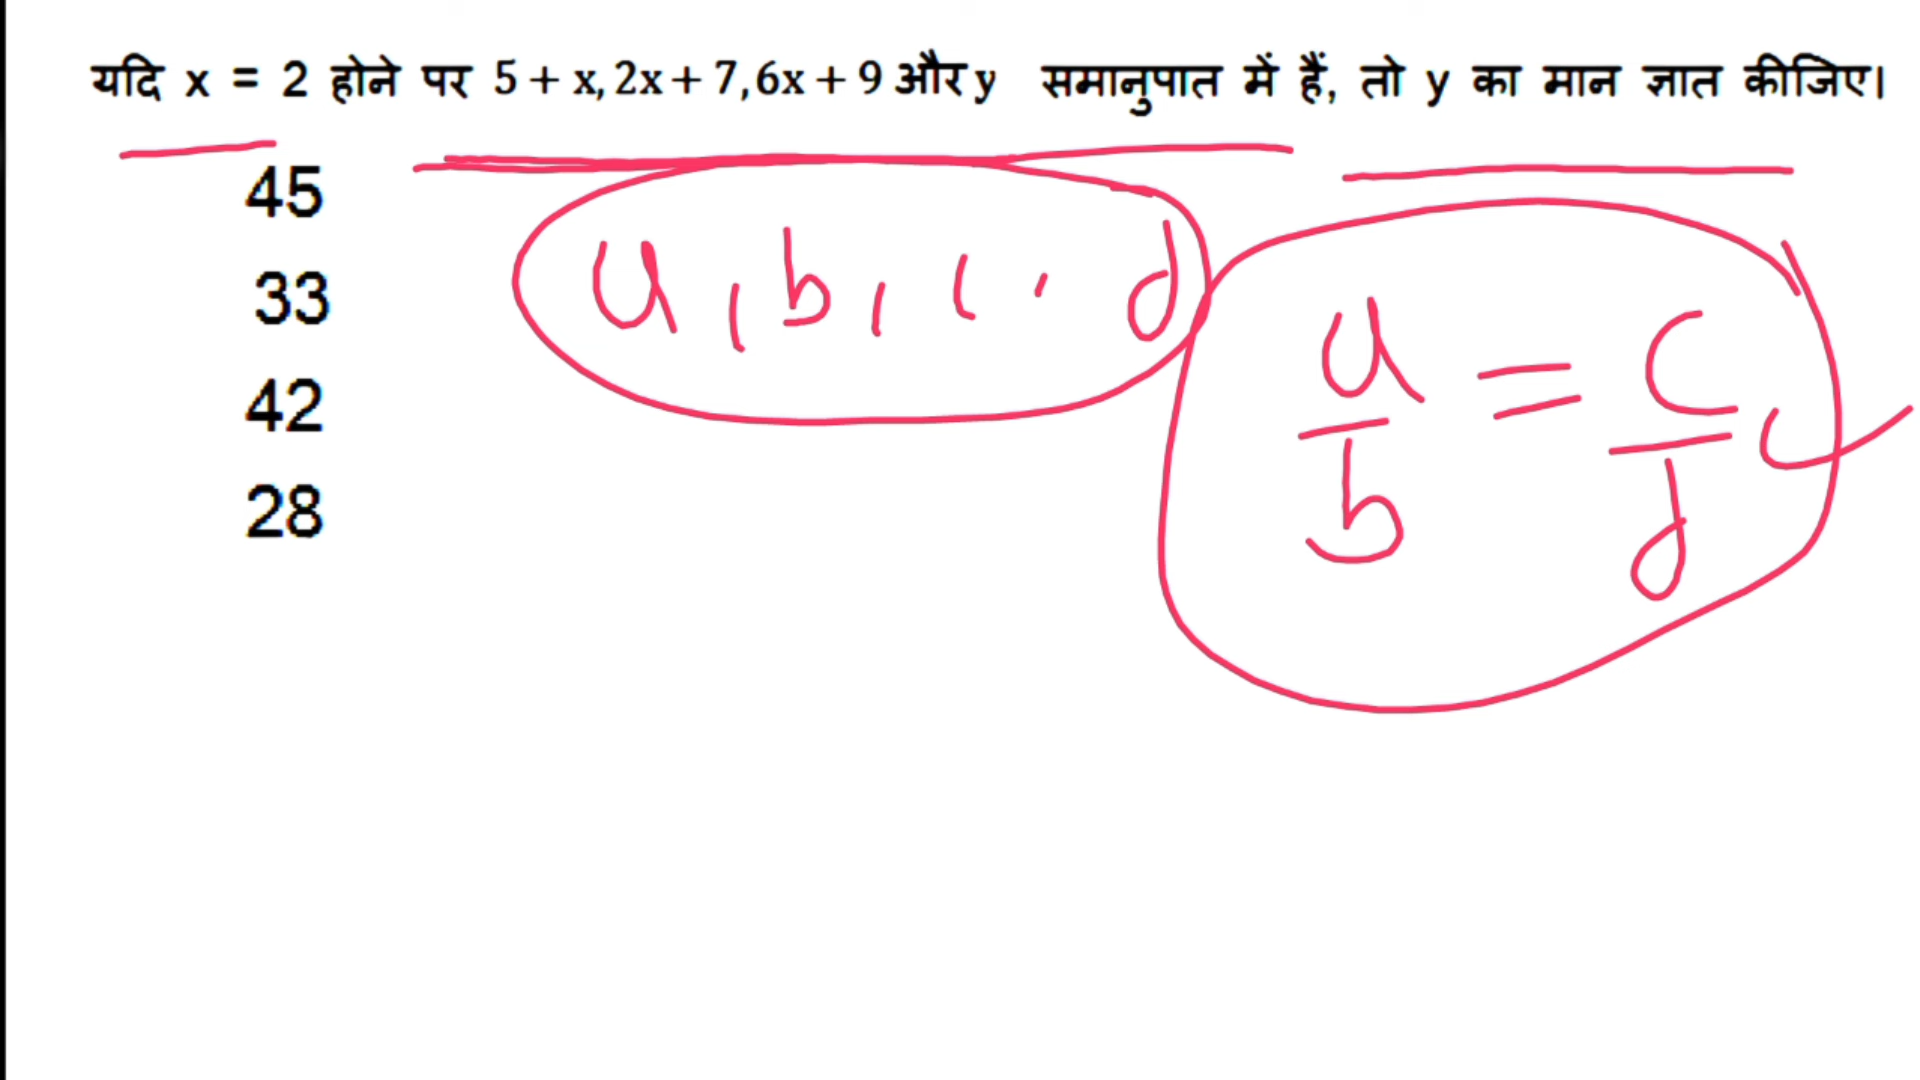 यदि x = 2 होने पर 5 + x, 2x + 7, 6x + 9 और y समानुपात में हैं, तो y का मान ज्ञात कीजिए।
45
33
42
28
a, b, c, d
a/b = c/d